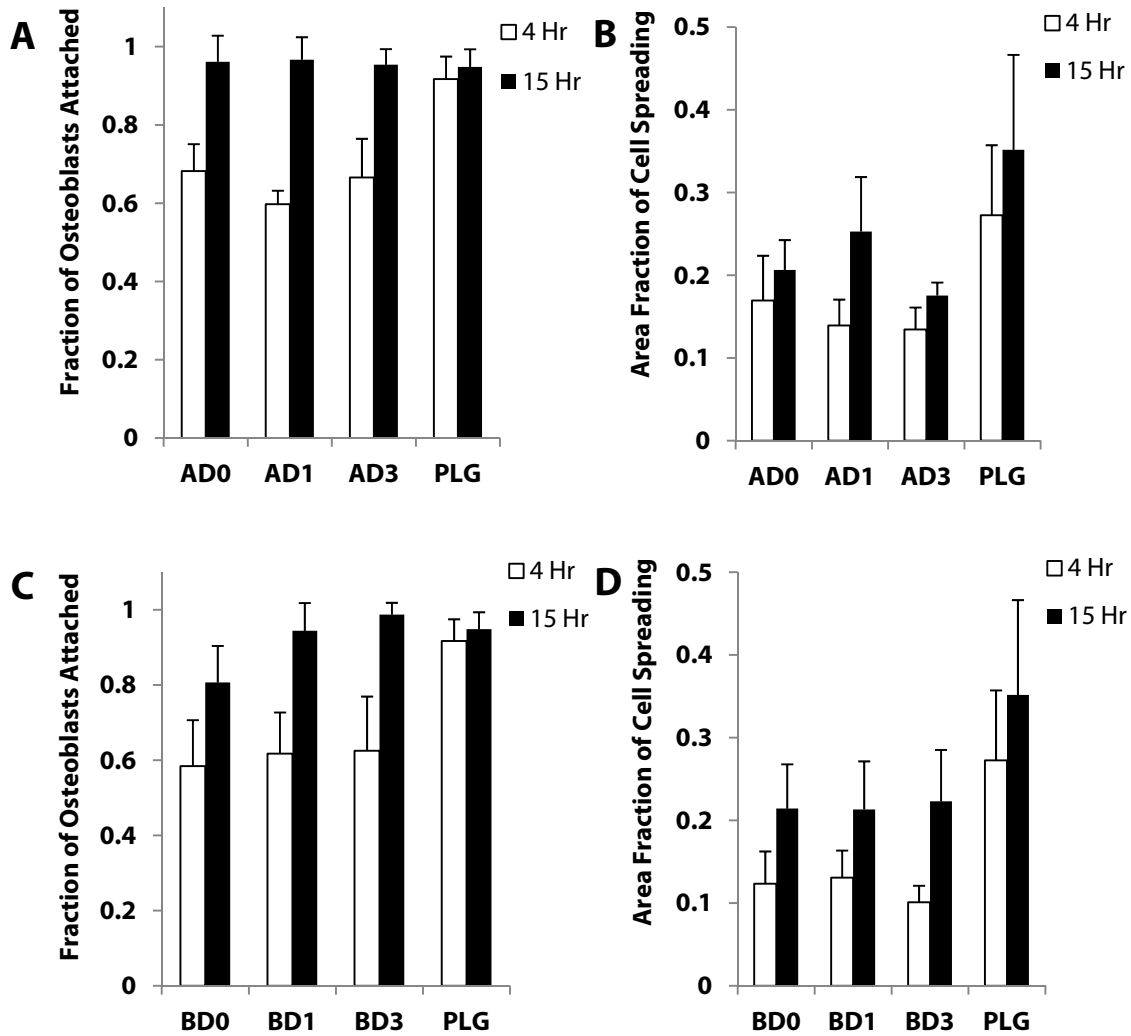 A
Fraction of Osteoblasts Attached
1
0.8
0.6
0.4
0.2
0
AD0 AD1 AD3 PLG
4 Hr
15 Hr
B
Area Fraction of Cell Spreading
0.5
0.4
0.3
0.2
0.1
0
AD0 AD1 AD3 PLG
4 Hr
15 Hr
C
Fraction of Osteoblasts Attached
1
0.8
0.6
0.4
0.2
0
BD0 BD1 BD3 PLG
4 Hr
15 Hr
D
Area Fraction of Cell Spreading
0.5
0.4
0.3
0.2
0.1
0
BD0 BD1 BD3 PLG
4 Hr
15 Hr